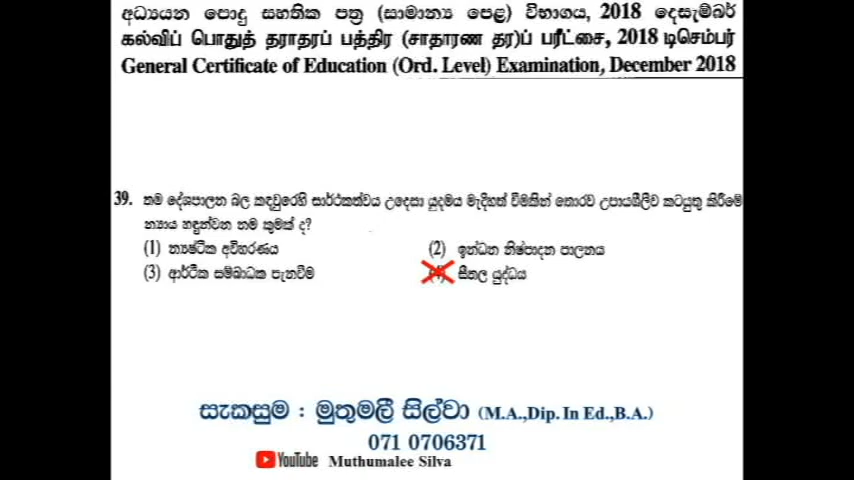 අධ්‍යයන පොදු සහතික පත්‍ර (සාමාන්‍ය පෙළ) විභාගය, 2018 දෙසැම්බර්
கல்விப் பொதுத் தராதரப் பத்திர (சாதாரண தர)ப் பரீட்சை, 2018 டிசெம்பர்
General Certificate of Education (Ord. Level) Examination, December 2018
39. තම දේශපාලන බල කඳවුරෙහි සාර්ථකත්වය උදෙසා යුදමය මැදිහත් වීමකින් තොරව උපායශීලීව කටයුතු කිරීමේ
න්‍යාය හඳුන්වන නම කුමක් ද?
(1) න්‍යෂ්ටික අවිහරණය
(2) ඉන්ධන නිෂ්පාදන පාලනය
(3) ආර්ථික සම්බාධක පැනවීම
(4) සීතල යුද්ධය
සැකසුම : මුතුමලී සිල්වා (M.A.,Dip. In Ed.,B.A.)
071 0706371
YouTube Muthumalee Silva